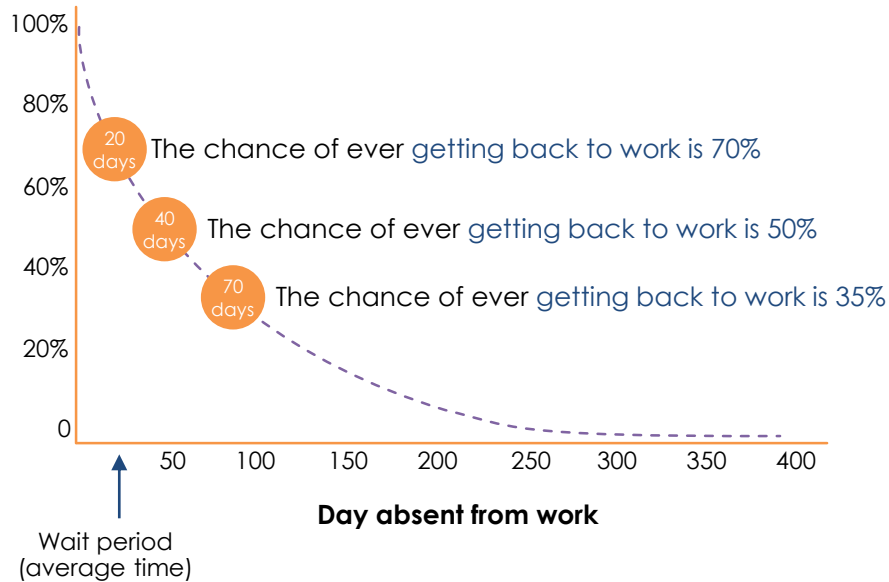 100%
80%
20
days
The chance of ever getting back to work is 70%
60%
40
days
The chance of ever getting back to work is 50%
40%
70
days
The chance of ever getting back to work is 35%
20%
0
50 100 150 200 250 300 350 400
Day absent from work
Wait period
(average time)